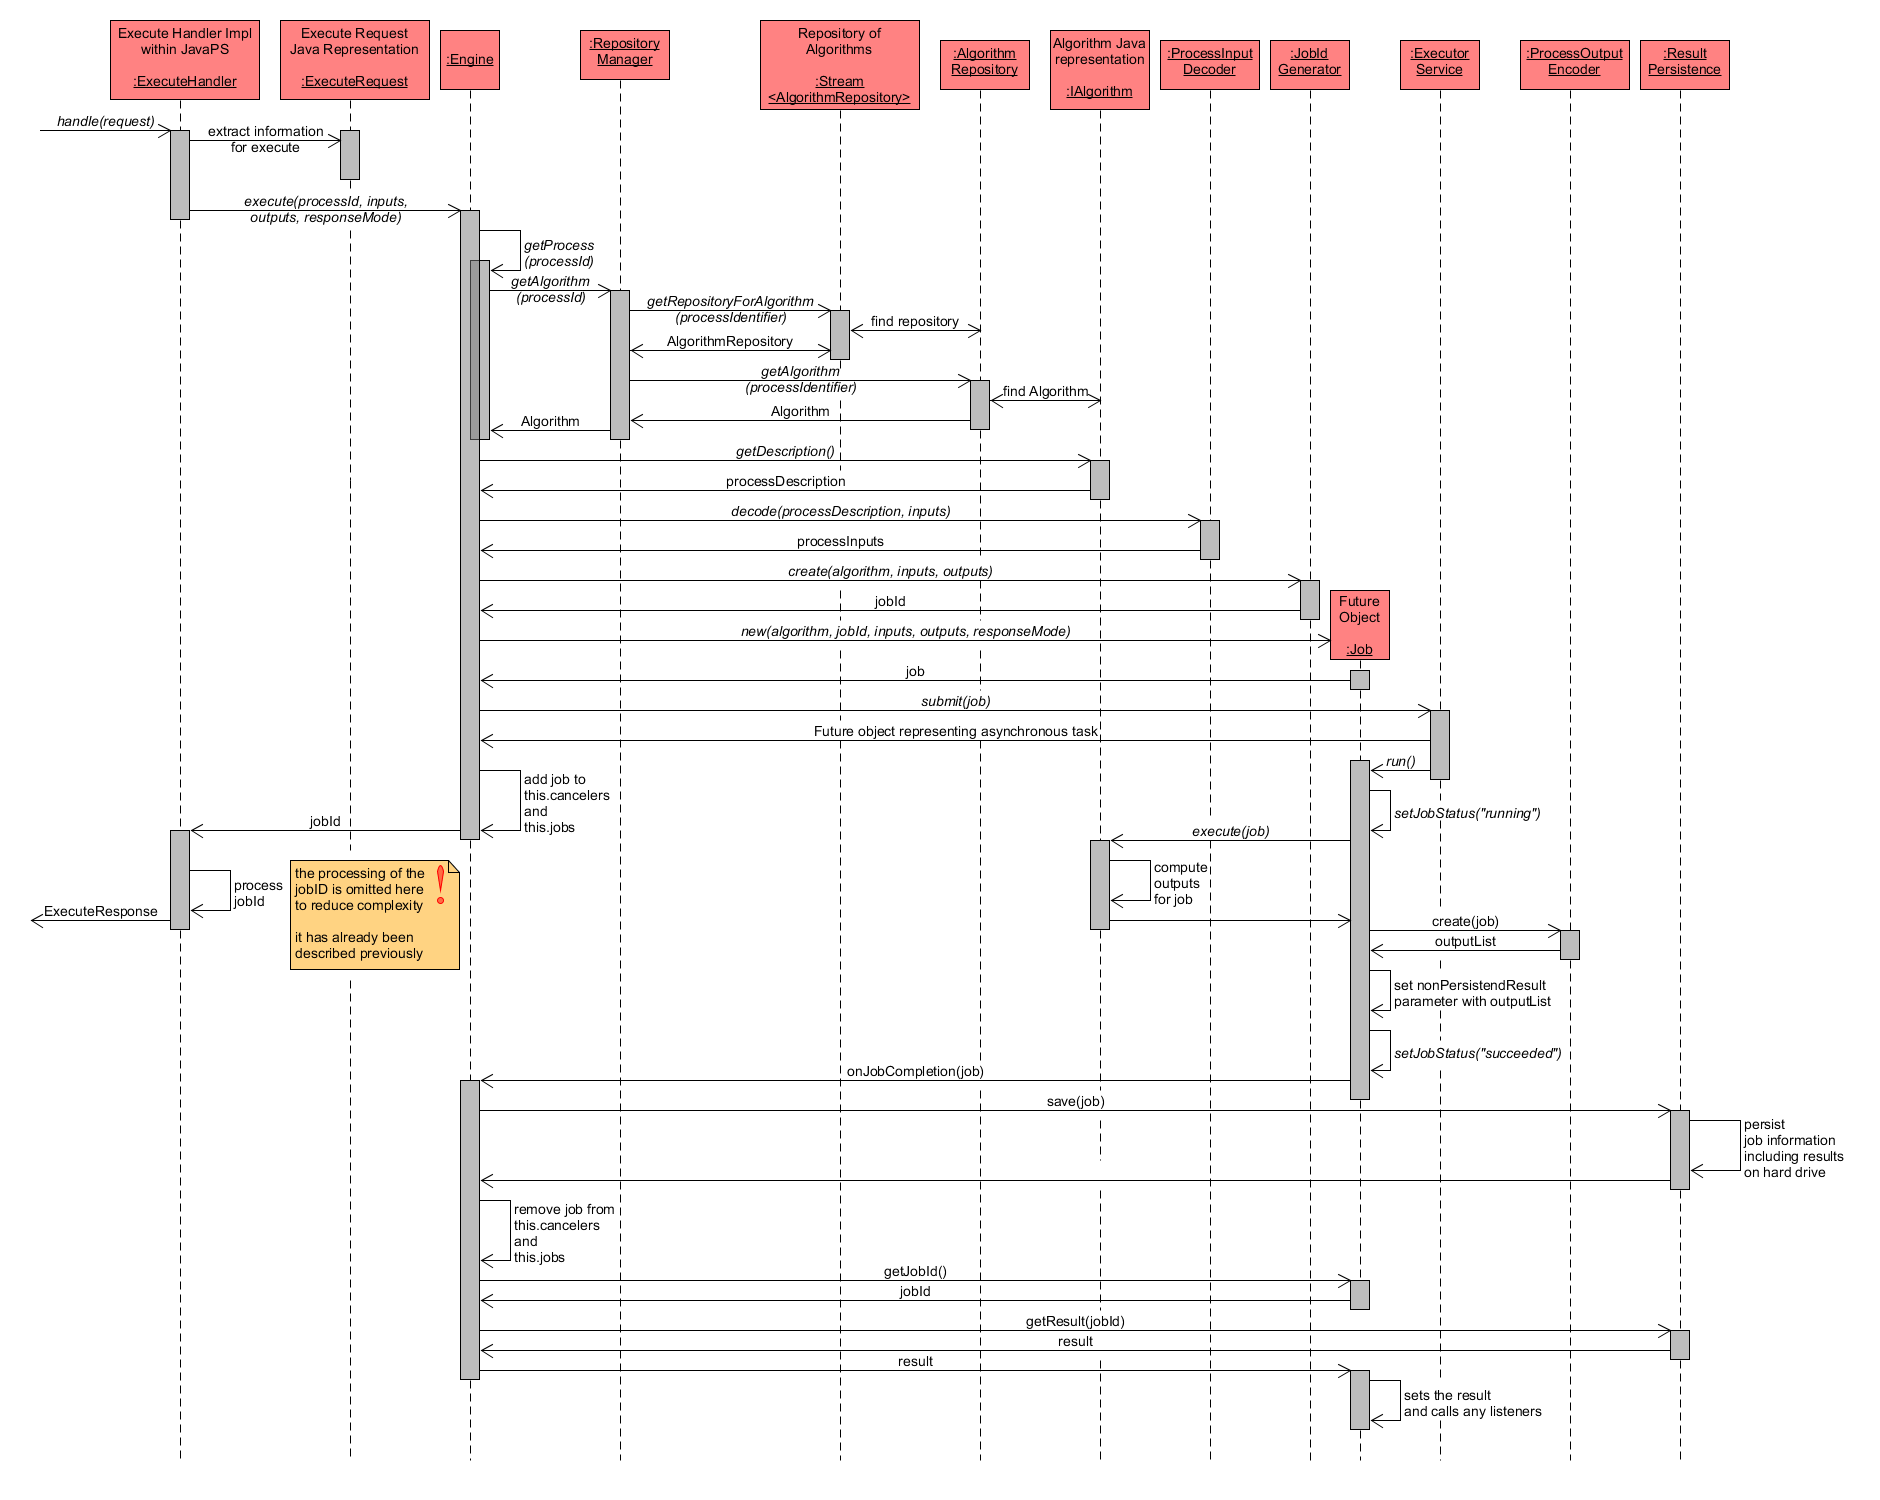 Execute Handler Impl
within JavaPS
:ExecuteHandler
Execute Request
Java Representation
:ExecuteRequest
:Engine
:Repository
Manager
Repository of
Algorithms
:Stream
<AlgorithmRepository>
:Algorithm
Repository
Algorithm Java
representation
:IAlgorithm
:ProcessInput
Decoder
:JobId
Generator
:Executor
Service
:ProcessOutput
Encoder
:Result
Persistence
handle(request)
extract information
for execute
execute(processId, inputs,
outputs, responseMode)
getProcess
(processId)
getAlgorithm
(processId)
getRepositoryForAlgorithm
(processIdentifier)
find repository
AlgorithmRepository
getAlgorithm
(processIdentifier)
find Algorithm
Algorithm
Algorithm
getDescription()
processDescription
decode(processDescription, inputs)
processInputs
create(algorithm, inputs, outputs)
jobId
Future
Object
:Job
new(algorithm, jobId, inputs, outputs, responseMode)
job
submit(job)
Future object representing asynchronous task
run()
add job to
this.cancelers
and
this.jobs
setJobStatus("running")
jobId
execute(job)
process
jobId
the processing of the
jobID is omitted here
to reduce complexity
it has already been
described previously
compute
outputs
for job
ExecuteResponse
create(job)
outputList
set nonPersistendResult
parameter with outputList
setJobStatus("succeeded")
onJobCompletion(job)
save(job)
persist
job information
including results
on hard drive
remove job from
this.cancelers
and
this.jobs
getJobId()
jobId
getResult(jobId)
result
result
sets the result
and calls any listeners